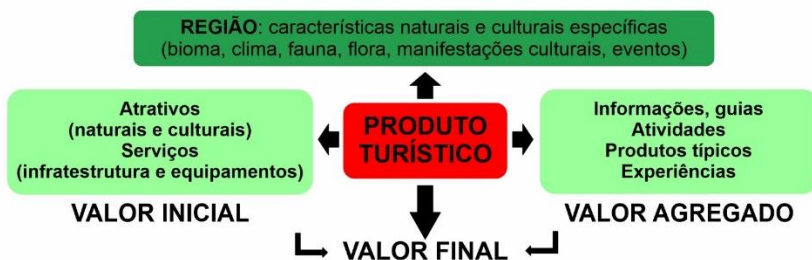 REGIÃO: características naturais e culturais específicas
(bioma, clima, fauna, flora, manifestações culturais, eventos)
Atrativos
(naturais e culturais)
Serviços
(infratestrutura e equipamentos)
VALOR INICIAL
PRODUTO
TURÍSTICO
Informações, guias
Atividades
Produtos típicos
Experiências
VALOR AGREGADO
VALOR FINAL